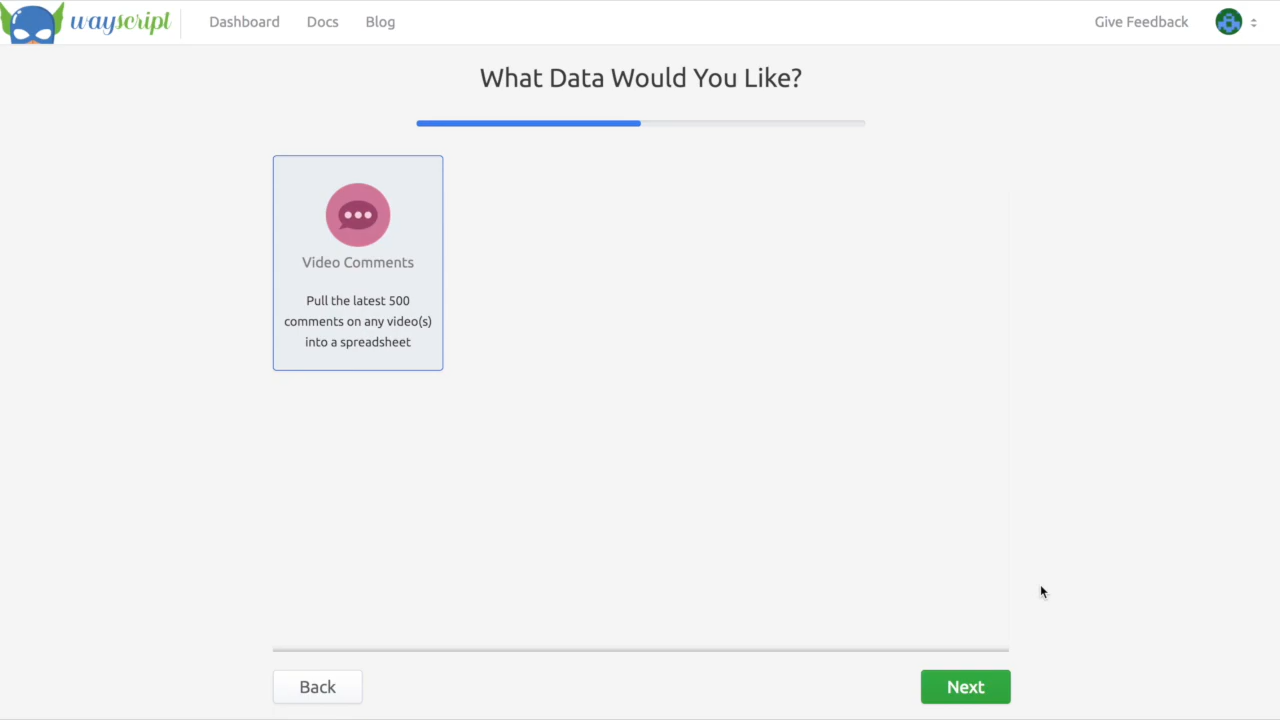 wayscript Dashboard Docs Blog Give Feedback
What Data Would You Like?
Video Comments
Pull the latest 500
comments on any video(s)
into a spreadsheet
Back Next